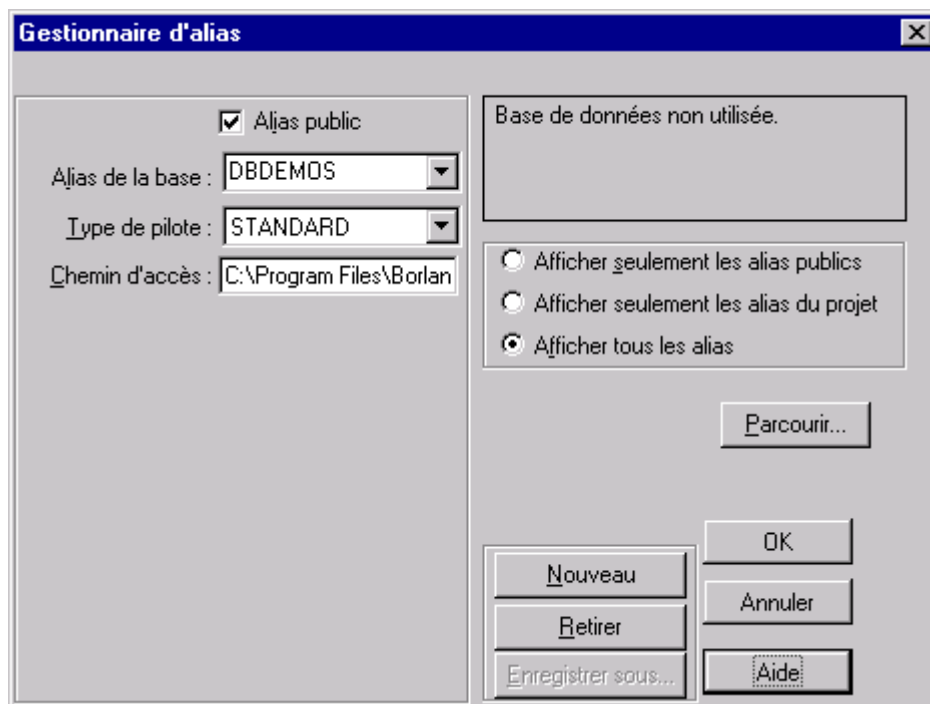 Gestionnaire d'alias
Alias public
Alias de la base : DBDEMOS
Type de pilote : STANDARD
Chemin d'accès : C:\Program Files\Borlan
Base de données non utilisée.
Afficher seulement les alias publics
Afficher seulement les alias du projet
Afficher tous les alias
Parcourir...
Nouveau
Retirer
Enregistrer sous...
OK
Annuler
Aide